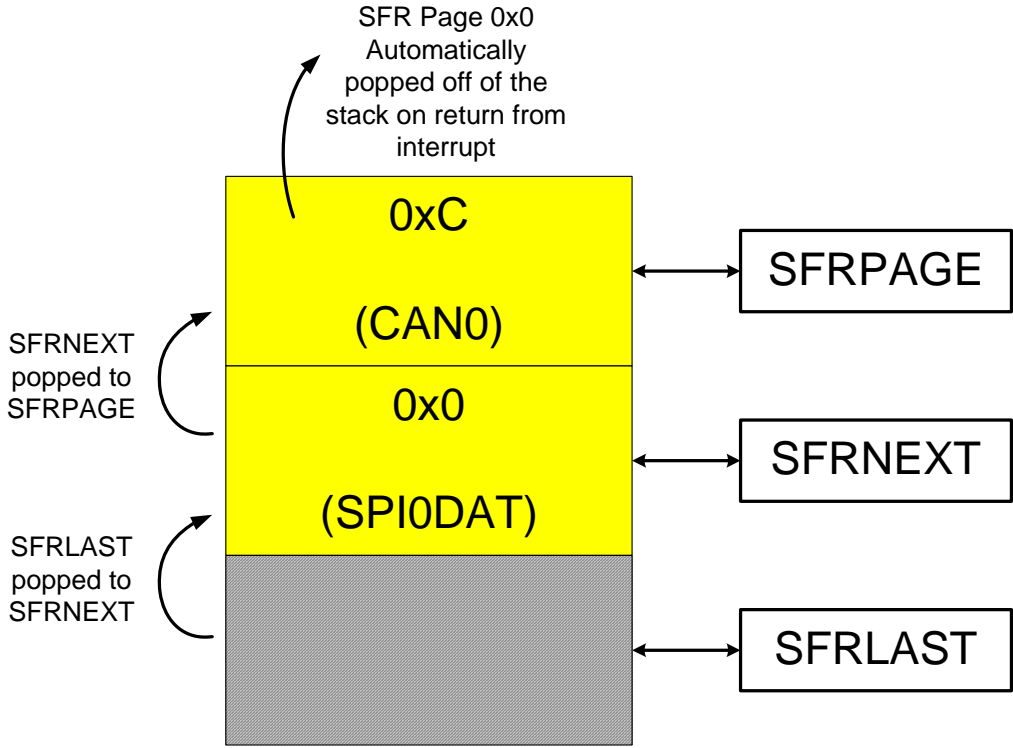 SFR Page 0x0
Automatically
popped off of the
stack on return from
interrupt
0xC
(CAN0)
SFRPAGE
SFRNEXT
popped to
SFRPAGE
0x0
(SPI0DAT)
SFRNEXT
SFRLAST
popped to
SFRNEXT
SFRLAST